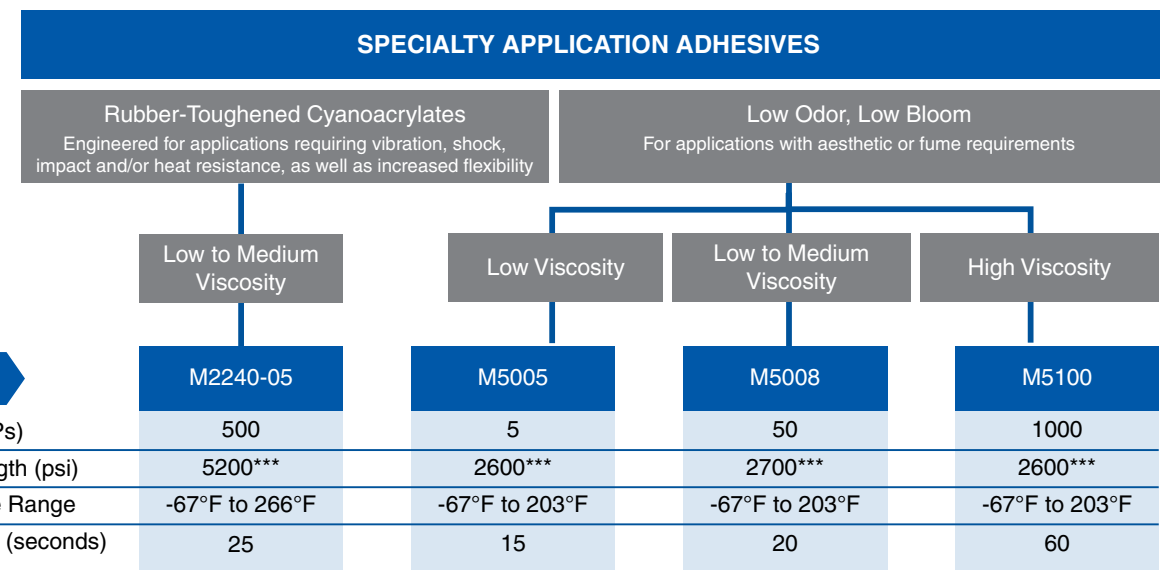 SPECIALTY APPLICATION ADHESIVES
Rubber-Toughened Cyanoacrylates
Engineered for applications requiring vibration, shock,
impact and/or heat resistance, as well as increased flexibility
Low Odor, Low Bloom
For applications with aesthetic or fume requirements
Low to Medium
Viscosity
Low Viscosity
Low to Medium
Viscosity
High Viscosity
M2240-05 M5005 M5008 M5100
Ps) 500 5 50 1000
gth (psi) 5200*** 2600*** 2700*** 2600***
e Range -67°F to 266°F -67°F to 203°F -67°F to 203°F -67°F to 203°F
(seconds) 25 15 20 60